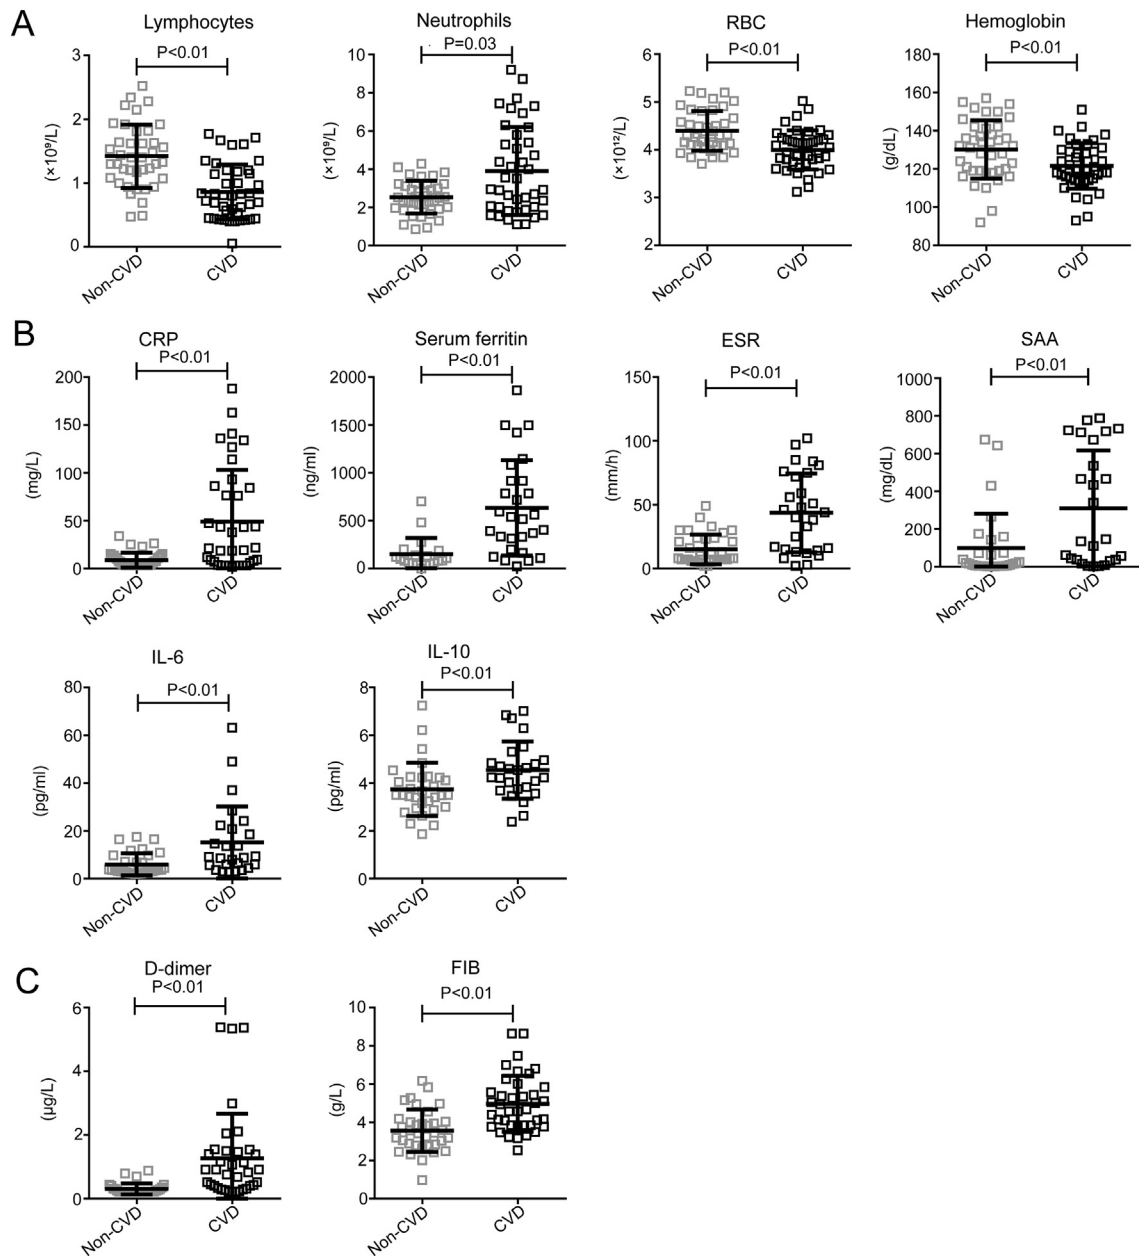 A
Lymphocytes
P<0.01
3
2
1
0
(×10⁹/L)
Non-CVD
CVD
Neutrophils
P=0.03
10
8
6
4
2
0
(×10⁹/L)
Non-CVD
CVD
RBC
P<0.01
6
5
4
3
2
(×10¹²/L)
Non-CVD
CVD
Hemoglobin
P<0.01
180
160
140
120
100
80
(g/dL)
Non-CVD
CVD
B
CRP
P<0.01
200
150
100
50
0
(mg/L)
Non-CVD
CVD
Serum ferritin
P<0.01
2000
1500
1000
500
0
(ng/ml)
Non-CVD
CVD
ESR
P<0.01
150
100
50
0
(mm/h)
Non-CVD
CVD
SAA
P<0.01
1000
800
600
400
200
0
(mg/dL)
Non-CVD
CVD
IL-6
P<0.01
80
60
40
20
0
(pg/ml)
Non-CVD
CVD
IL-10
P<0.01
8
6
4
2
0
(pg/ml)
Non-CVD
CVD
C
D-dimer
P<0.01
6
4
2
0
(μg/L)
Non-CVD
CVD
FIB
P<0.01
10
8
6
4
2
0
(g/L)
Non-CVD
CVD